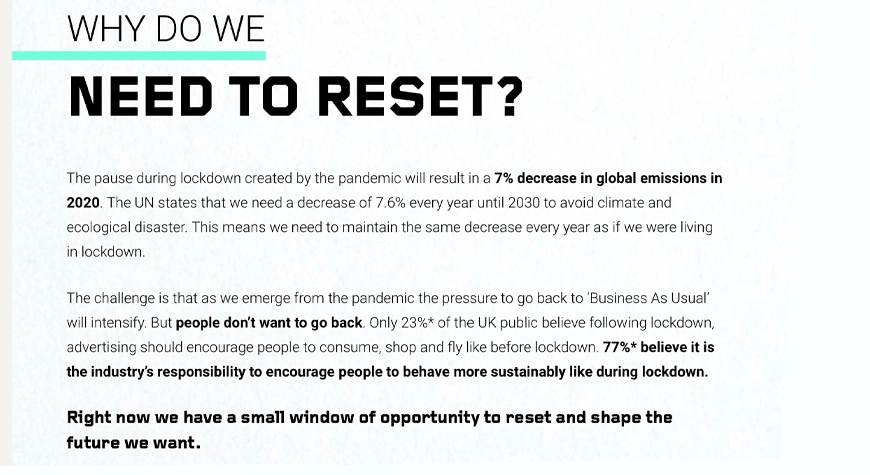 WHY DO WE
NEED TO RESET?
The pause during lockdown created by the pandemic will result in a 7% decrease in global emissions in
2020. The UN states that we need a decrease of 7.6% every year until 2030 to avoid climate and
ecological disaster. This means we need to maintain the same decrease every year as if we were living
in lockdown.
The challenge is that as we emerge from the pandemic the pressure to go back to ‘Business As Usual’
will intensify. But people don’t want to go back. Only 23%* of the UK public believe following lockdown,
advertising should encourage people to consume, shop and fly like before lockdown. 77%* believe it is
the industry’s responsibility to encourage people to behave more sustainably like during lockdown.
Right now we have a small window of opportunity to reset and shape the
future we want.